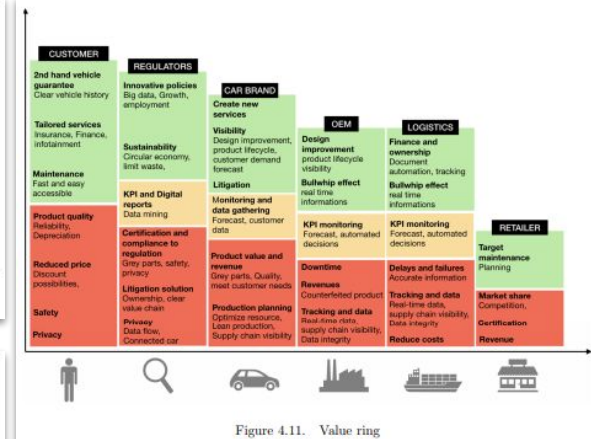 CUSTOMER
2nd hand vehicle
guarantee
Clear vehicle history
Tailored services
Insurance, Finance,
infotainment
Maintenance
Fast and easy
accessible
Product quality
Reliability,
Depreciation
Reduced price
Discount
possibilities,
Safety
Privacy
REGULATORS
Innovative policies
Big data, Growth,
employment
Sustainability
Circular economy,
limit waste,
KPI and Digital
reports
Data mining
Certification and
compliance to
regulation
Grey parts, safety,
privacy
Litigation solution
Ownership, clear
value chain
Privacy
Data flow,
Connected car
CAR BRAND
Create new
services
Visibility
Design improvement,
product lifecycle,
customer demand
forecast
Litigation
Monitoring and
data gathering
Forecast, customer
data
Product value and
revenue
Grey parts, Quality,
meet customer needs
Production planning
Optimize resource,
Lean production,
Supply chain visibility
OEM
Design
improvement
product lifecycle
visibility
Bullwhip effect
real time
informations
KPI monitoring
Forecast, automated
decisions
Downtime
Revenues
Counterfeited product
Tracking and data
Real-time data,
supply chain visibility,
Data integrity
LOGISTICS
Finance and
ownership
Document
automation, tracking
Bullwhip effect
real time
informations
KPI monitoring
Forecast, automated
decisions
Delays and failures
Accurate information
Tracking and data
Real-time data,
supply chain visibility,
Data integrity
Reduce costs
RETAILER
Target
maintenance
Planning
Market share
Competition,
Certification
Revenue
Figure 4.11. Value ring